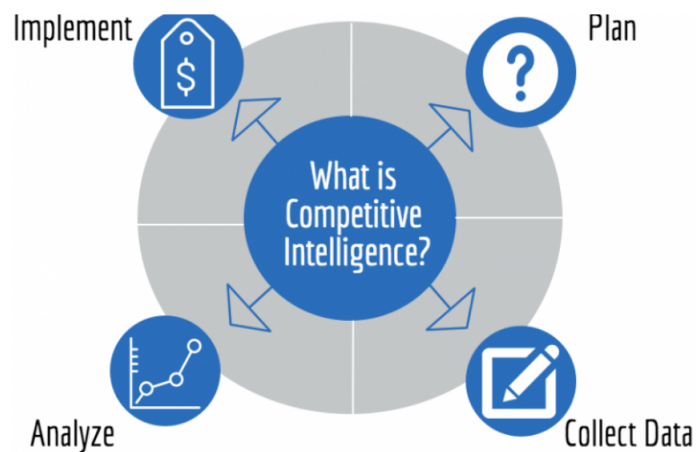 Implement
Plan
$
?
What is
Competitive
Intelligence?
Analyze
Collect Data